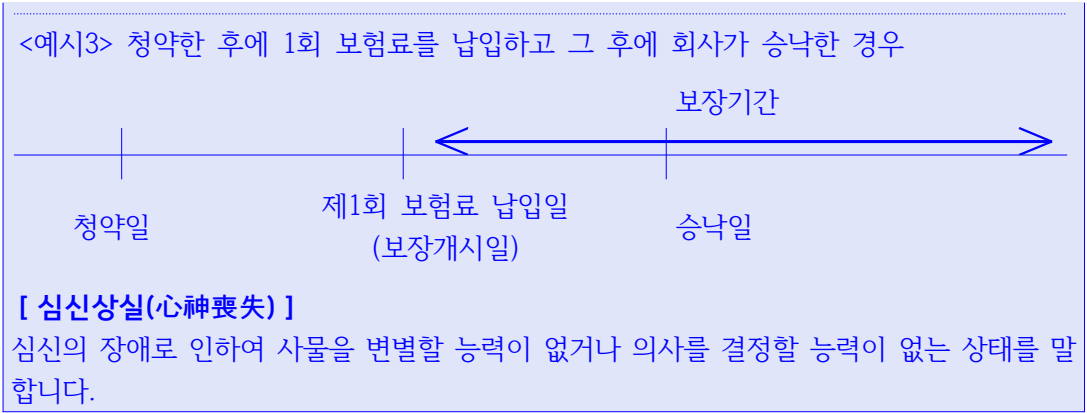 <예시3> 청약한 후에 1회 보험료를 납입하고 그 후에 회사가 승낙한 경우
보장기간
청약일
제1회 보험료 납입일
(보장개시일)
승낙일
[ 심신상실(心神喪失) ]
심신의 장애로 인하여 사물을 변별할 능력이 없거나 의사를 결정할 능력이 없는 상태를 말
합니다.